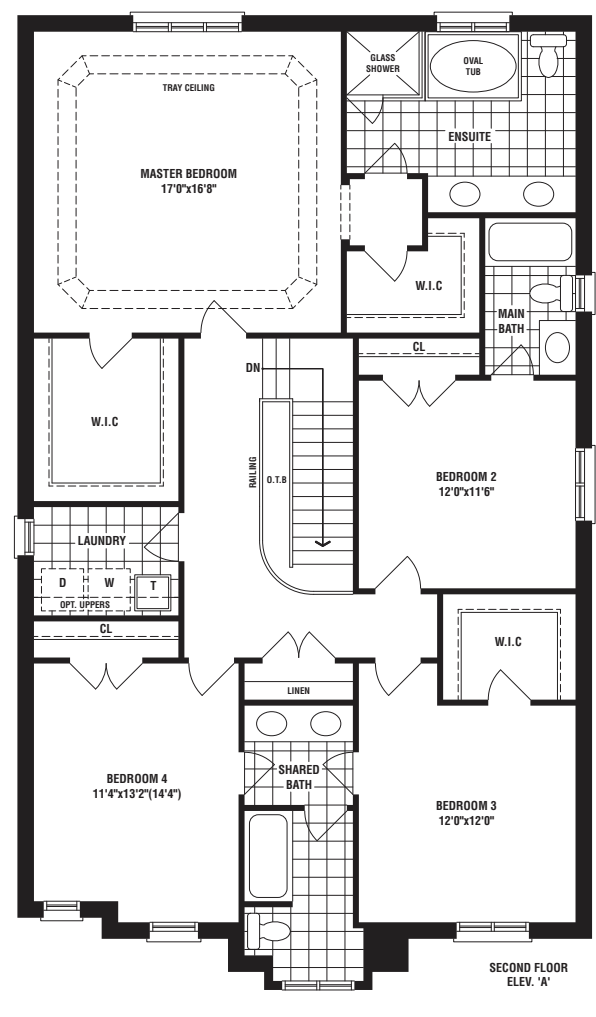 GLASS
SHOWER
OVAL
TUB
TRAY CEILING
ENSUITE
MASTER BEDROOM
17'0"x16'8"
W.I.C
MAIN
BATH
CL
DN
W.I.C
RAILING
O.T.B
BEDROOM 2
12'0"x11'6"
LAUNDRY
D
W
T
OPT. UPPERS
CL
W.I.C
LINEN
SHARED
BATH
BEDROOM 4
11'4"x13'2"(14'4")
BEDROOM 3
12'0"x12'0"
SECOND FLOOR
ELEV. 'A'